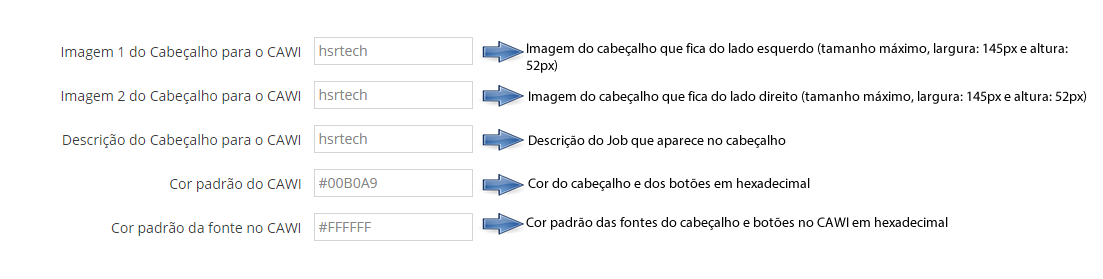 Imagem 1 do Cabeçalho para o CAWI hsrtech Imagem do cabeçalho que fica do lado esquerdo (tamanho máximo, largura: 145px e altura:
52px)
Imagem 2 do Cabeçalho para o CAWI hsrtech Imagem do cabeçalho que fica do lado direito (tamanho máximo, largura: 145px e altura: 52px)
Descrição do Cabeçalho para o CAWI hsrtech Descrição do Job que aparece no cabeçalho
Cor padrão do CAWI #00B0A9 Cor do cabeçalho e dos botões em hexadecimal
Cor padrão da fonte no CAWI #FFFFFF Cor padrão das fontes do cabeçalho e botões no CAWI em hexadecimal